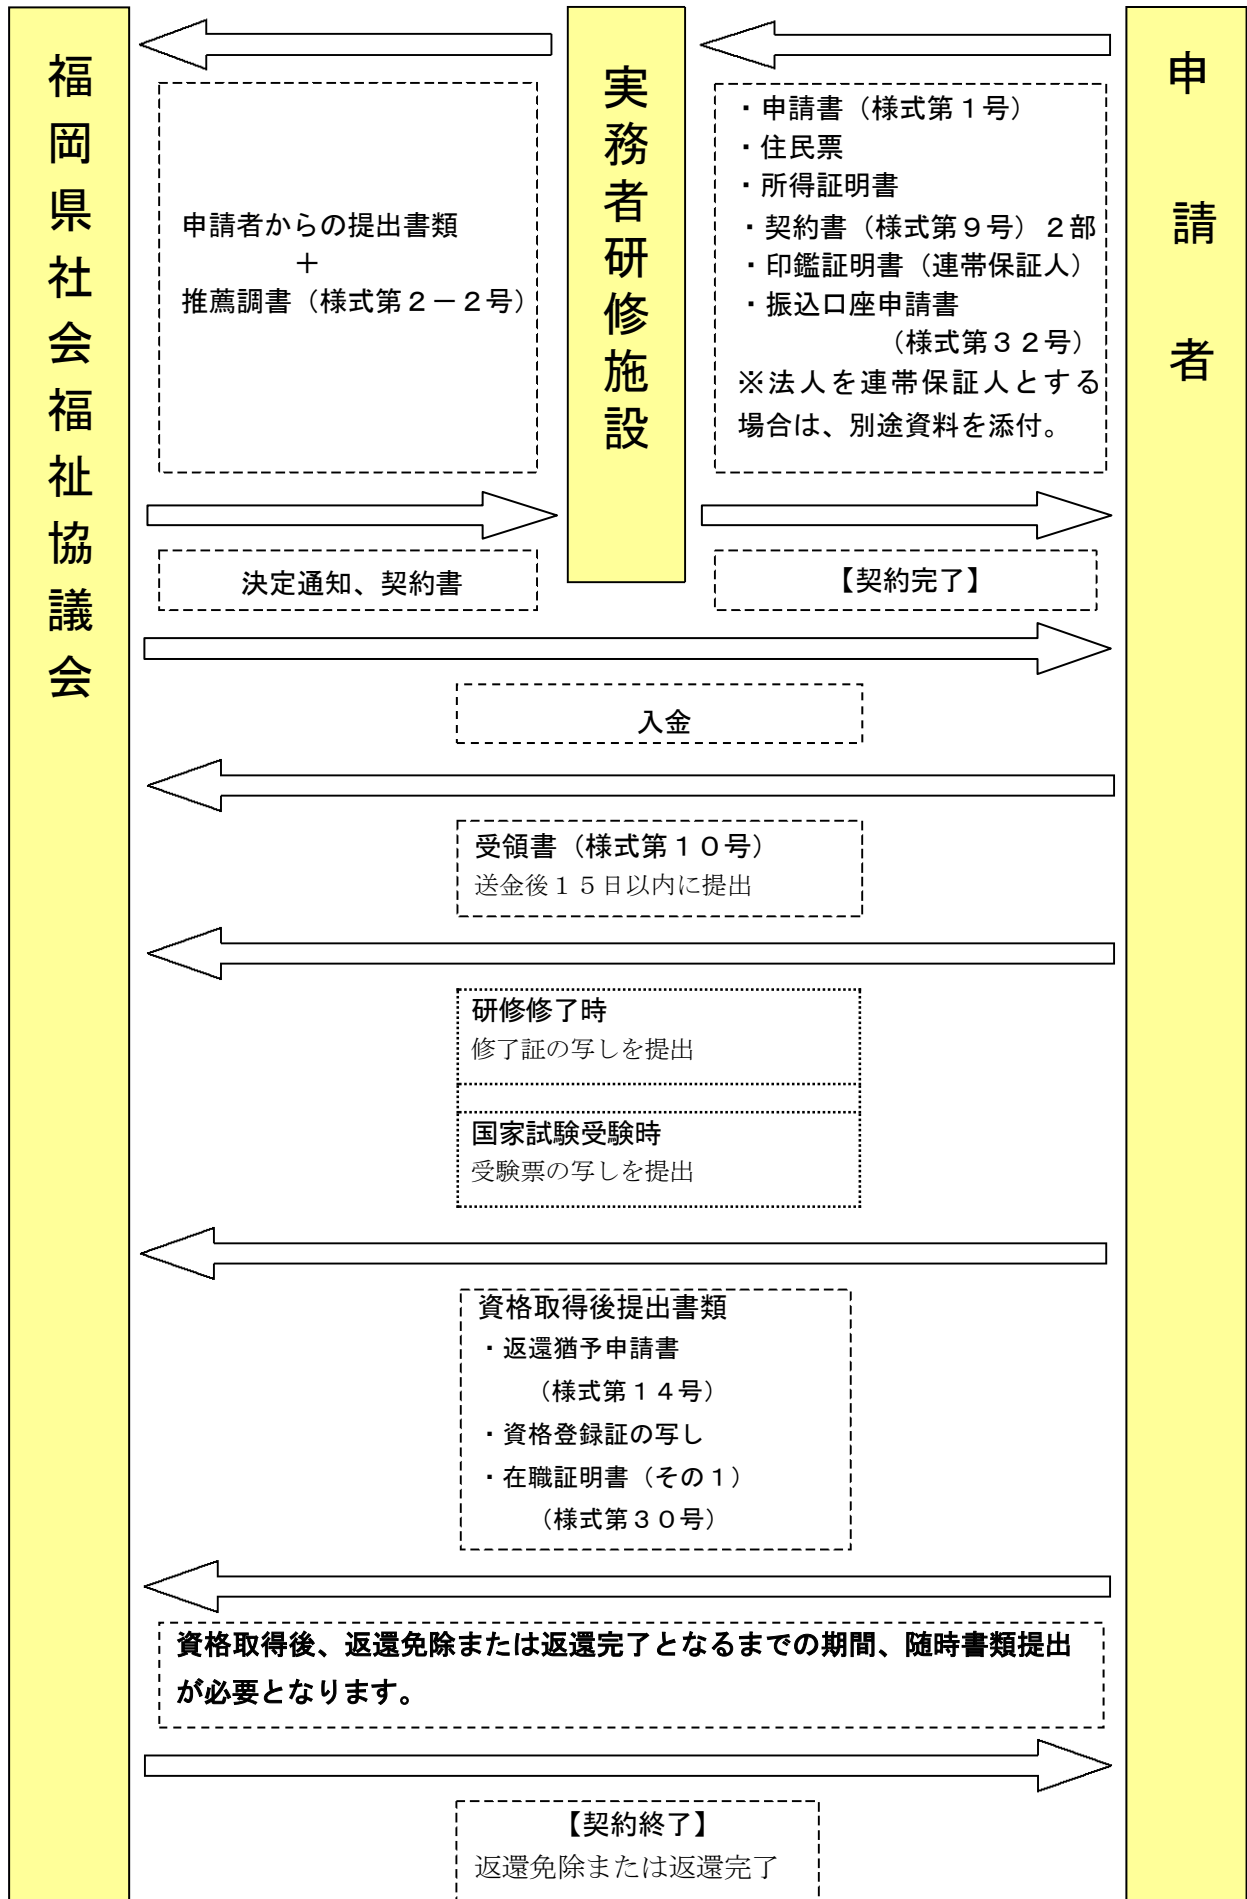 福岡県社会福祉協議会
実務者研修施設
申請者
・申請書（様式第１号）
・住民票
・所得証明書
・契約書（様式第９号）２部
・印鑑証明書（連帯保証人）
・振込口座申請書
（様式第３２号）
※法人を連帯保証人とする
場合は、別途資料を添付。
申請者からの提出書類
＋
推薦調書（様式第２－２号）
決定通知、契約書
【契約完了】
入金
受領書（様式第１０号）
送金後１５日以内に提出
研修修了時
修了証の写しを提出
国家試験受験時
受験票の写しを提出
資格取得後提出書類
・返還猶予申請書
（様式第１４号）
・資格登録証の写し
・在職証明書（その１）
（様式第３０号）
資格取得後、返還免除または返還完了となるまでの期間、随時書類提出
が必要となります。
【契約終了】
返還免除または返還完了